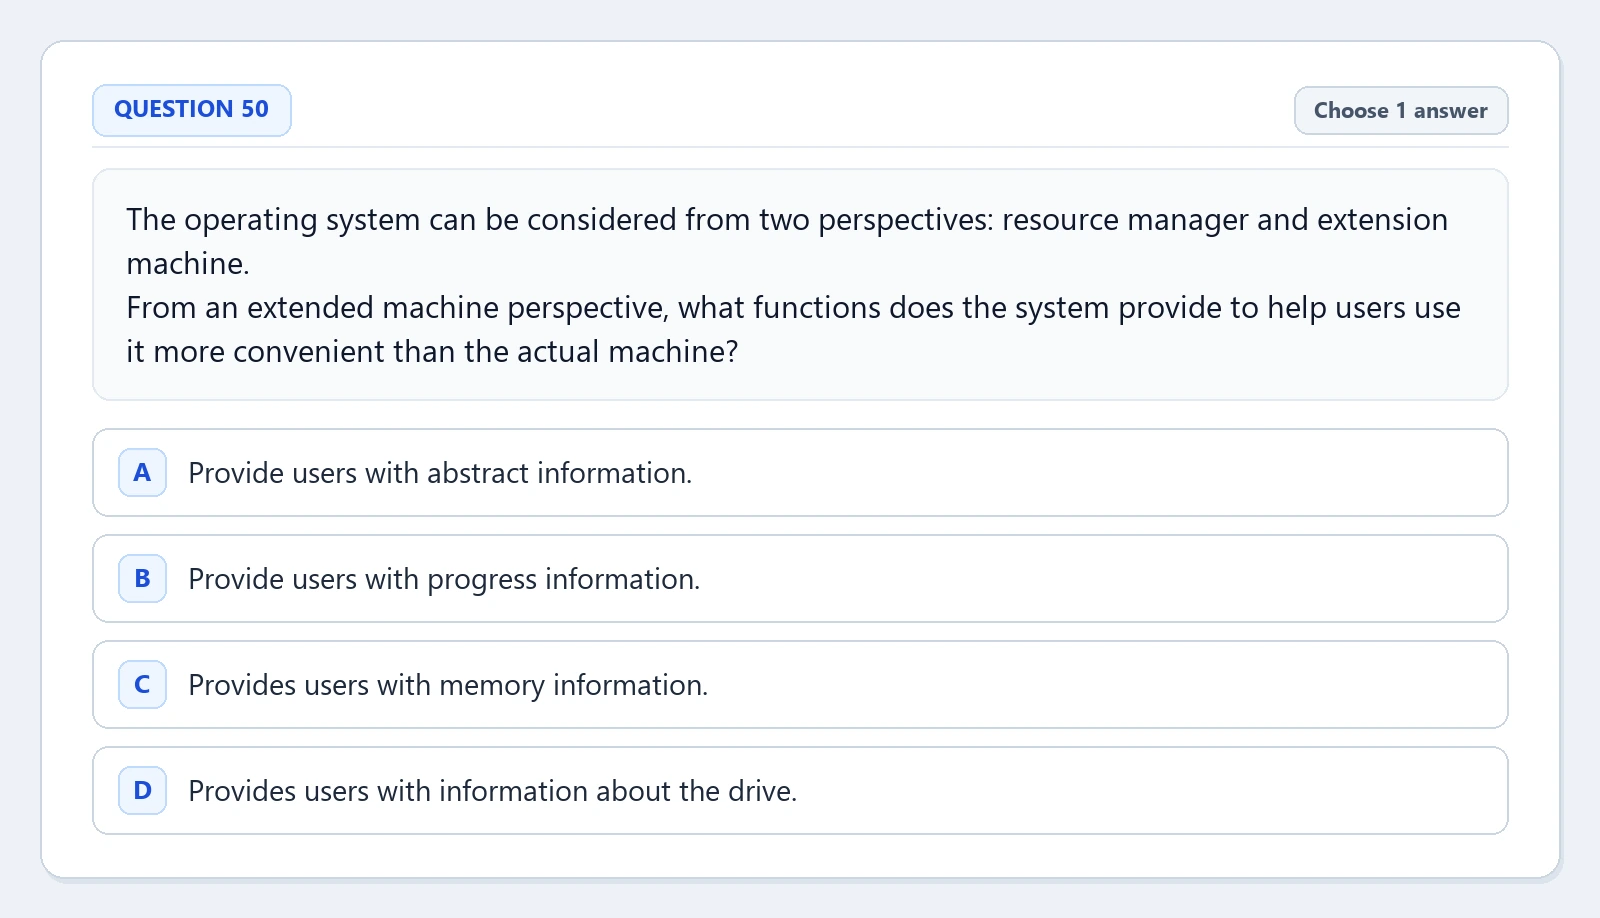 QUESTION 50
Choose 1 answer
The operating system can be considered from two perspectives: resource manager and extension
machine.
From an extended machine perspective, what functions does the system provide to help users use
it more convenient than the actual machine?
A Provide users with abstract information.
B Provide users with progress information.
C Provides users with memory information.
D Provides users with information about the drive.